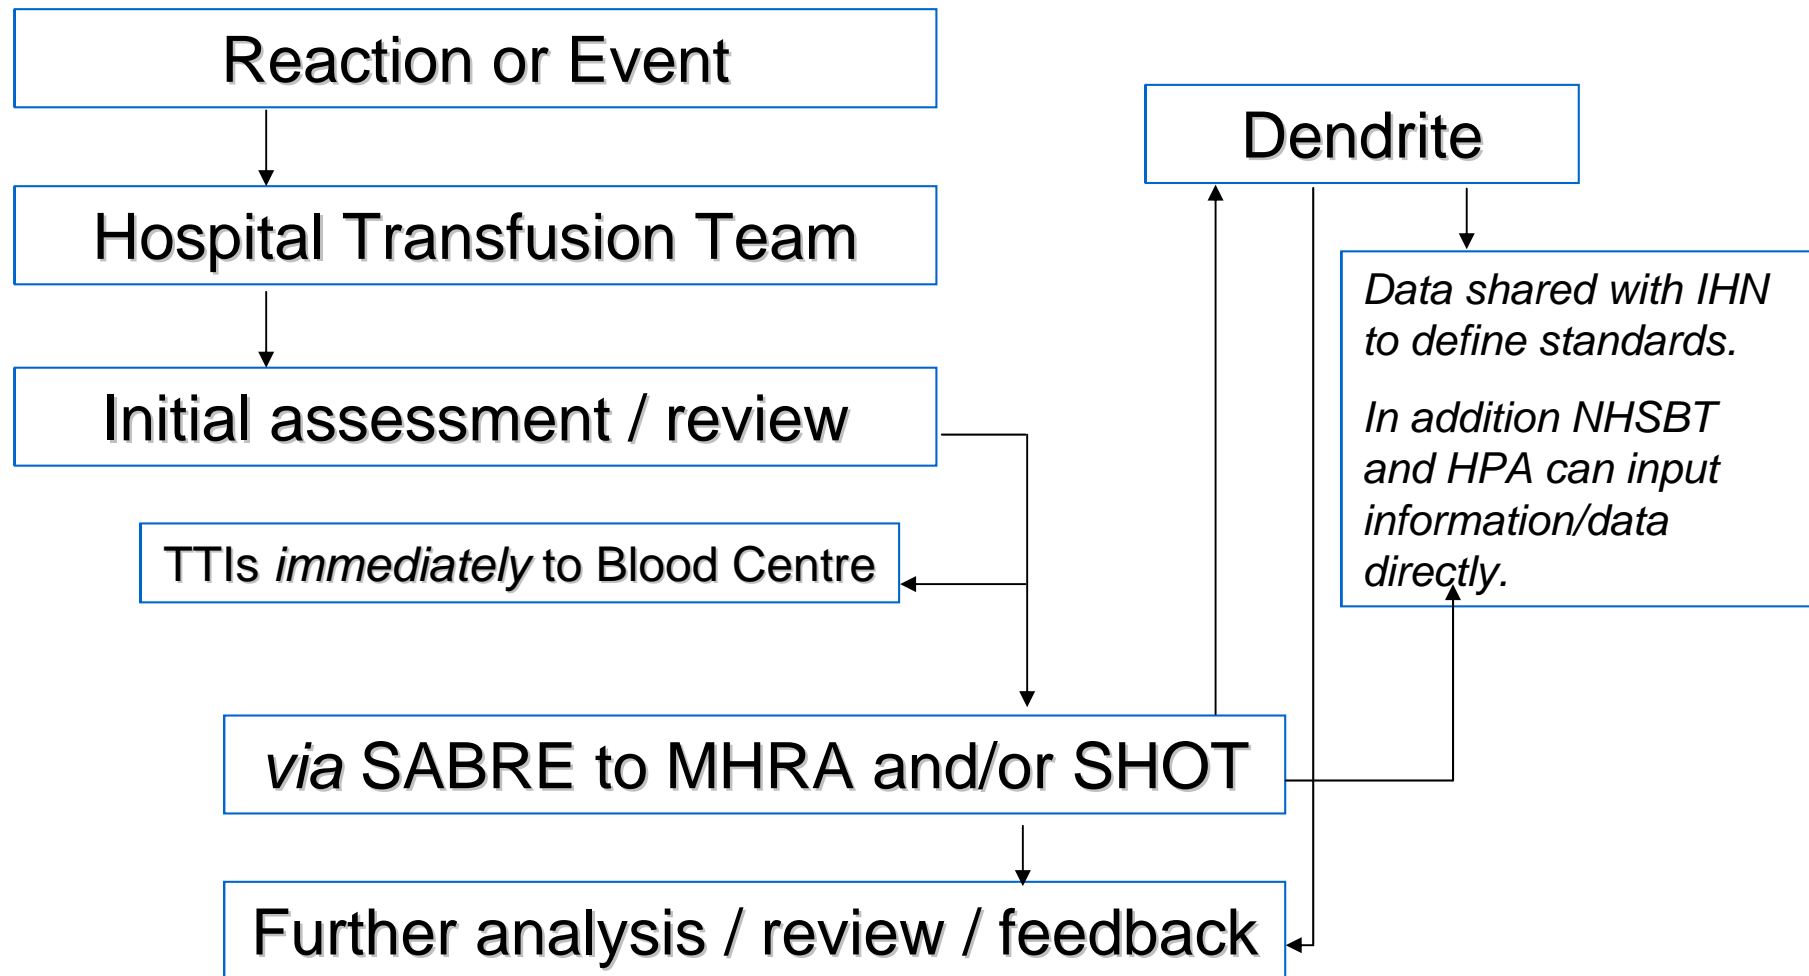 Reaction or Event
Dendrite
Hospital Transfusion Team
Data shared with IHN
to define standards.
In addition NHSBT
and HPA can input
information/data
directly.
Initial assessment / review
TTIs immediately to Blood Centre
via SABRE to MHRA and/or SHOT
Further analysis / review / feedback